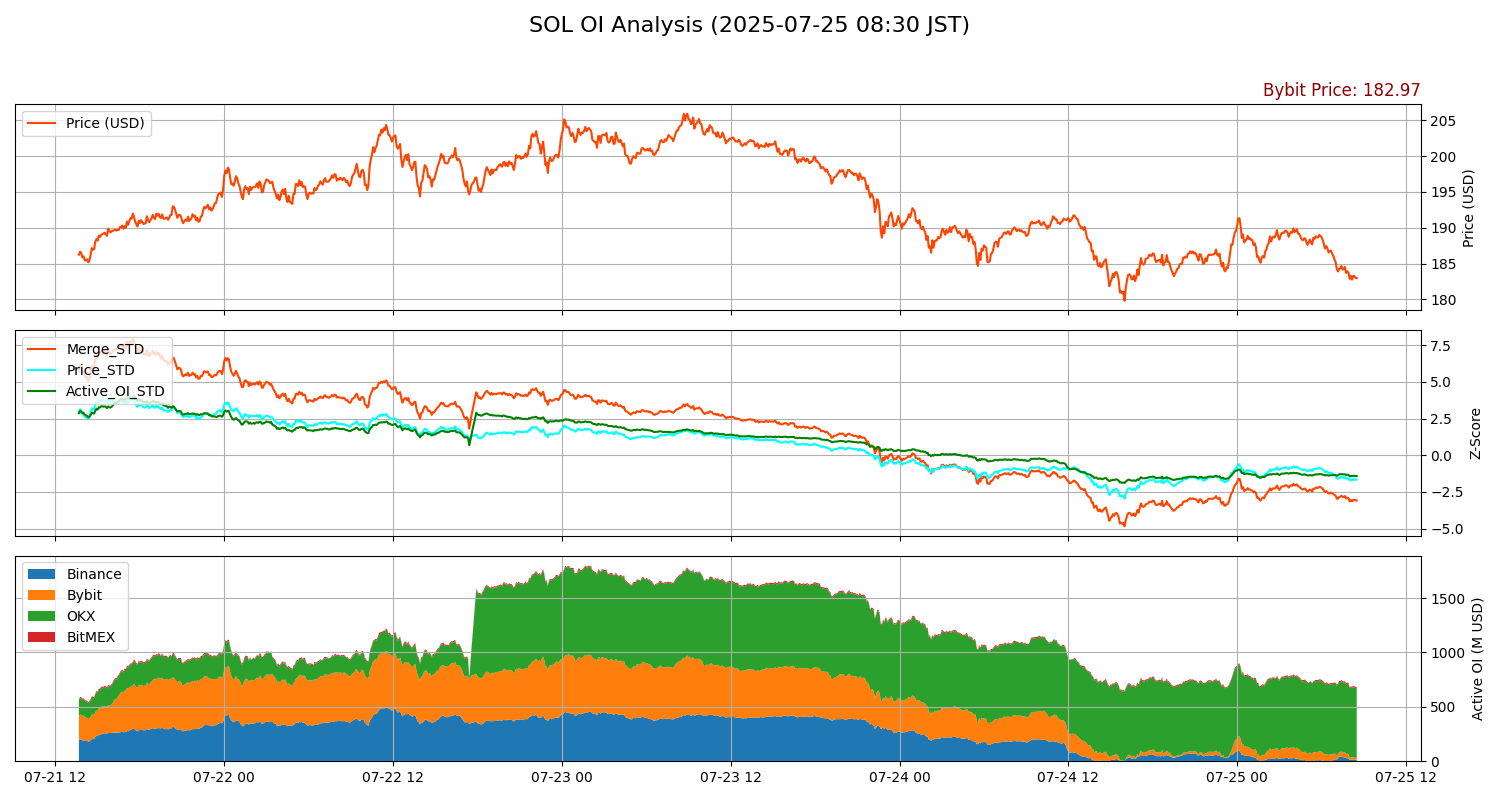 SOL OI Analysis (2025-07-25 08:30 JST)
Bybit Price: 182.97
Price (USD)
205
200
195
190
185
180
Price (USD)
Merge_STD
Price_STD
Active_OI_STD
7.5
5.0
2.5
0.0
−2.5
−5.0
Z-Score
Binance
Bybit
OKX
BitMEX
1500
1000
500
0
Active OI (M USD)
07-21 12
07-22 00
07-22 12
07-23 00
07-23 12
07-24 00
07-24 12
07-25 00
07-25 12